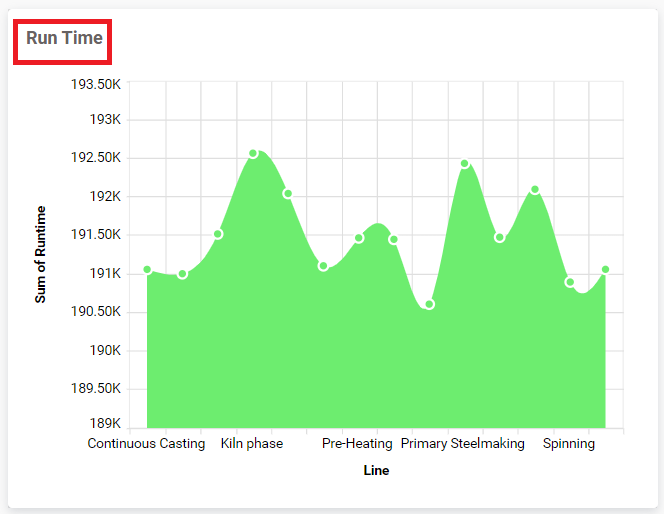 Run Time
193.50K
193K
192.50K
192K
191.50K
191K
190.50K
190K
189.50K
189K
Sum of Runtime
Continuous Casting Kiln phase Pre-Heating Primary Steelmaking Spinning
Line